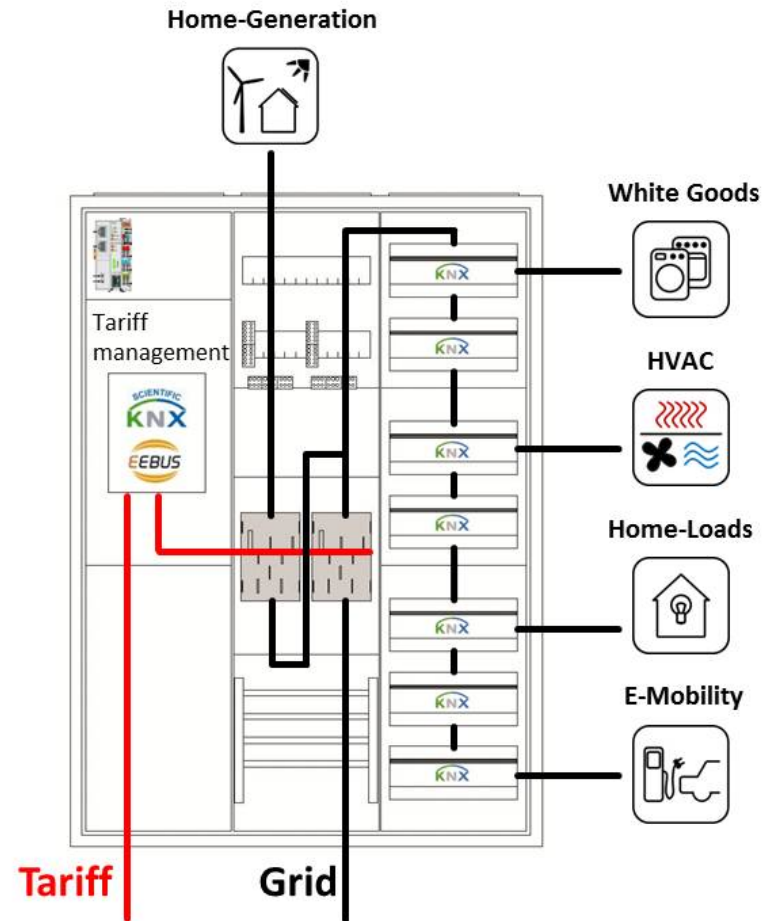 Home-Generation
White Goods
KNX
KNX
Tariff
management
HVAC
SCIENTIFIC
KNX
EEBUS
KNX
KNX
Home-Loads
KNX
E-Mobility
KNX
KNX
Tariff
Grid